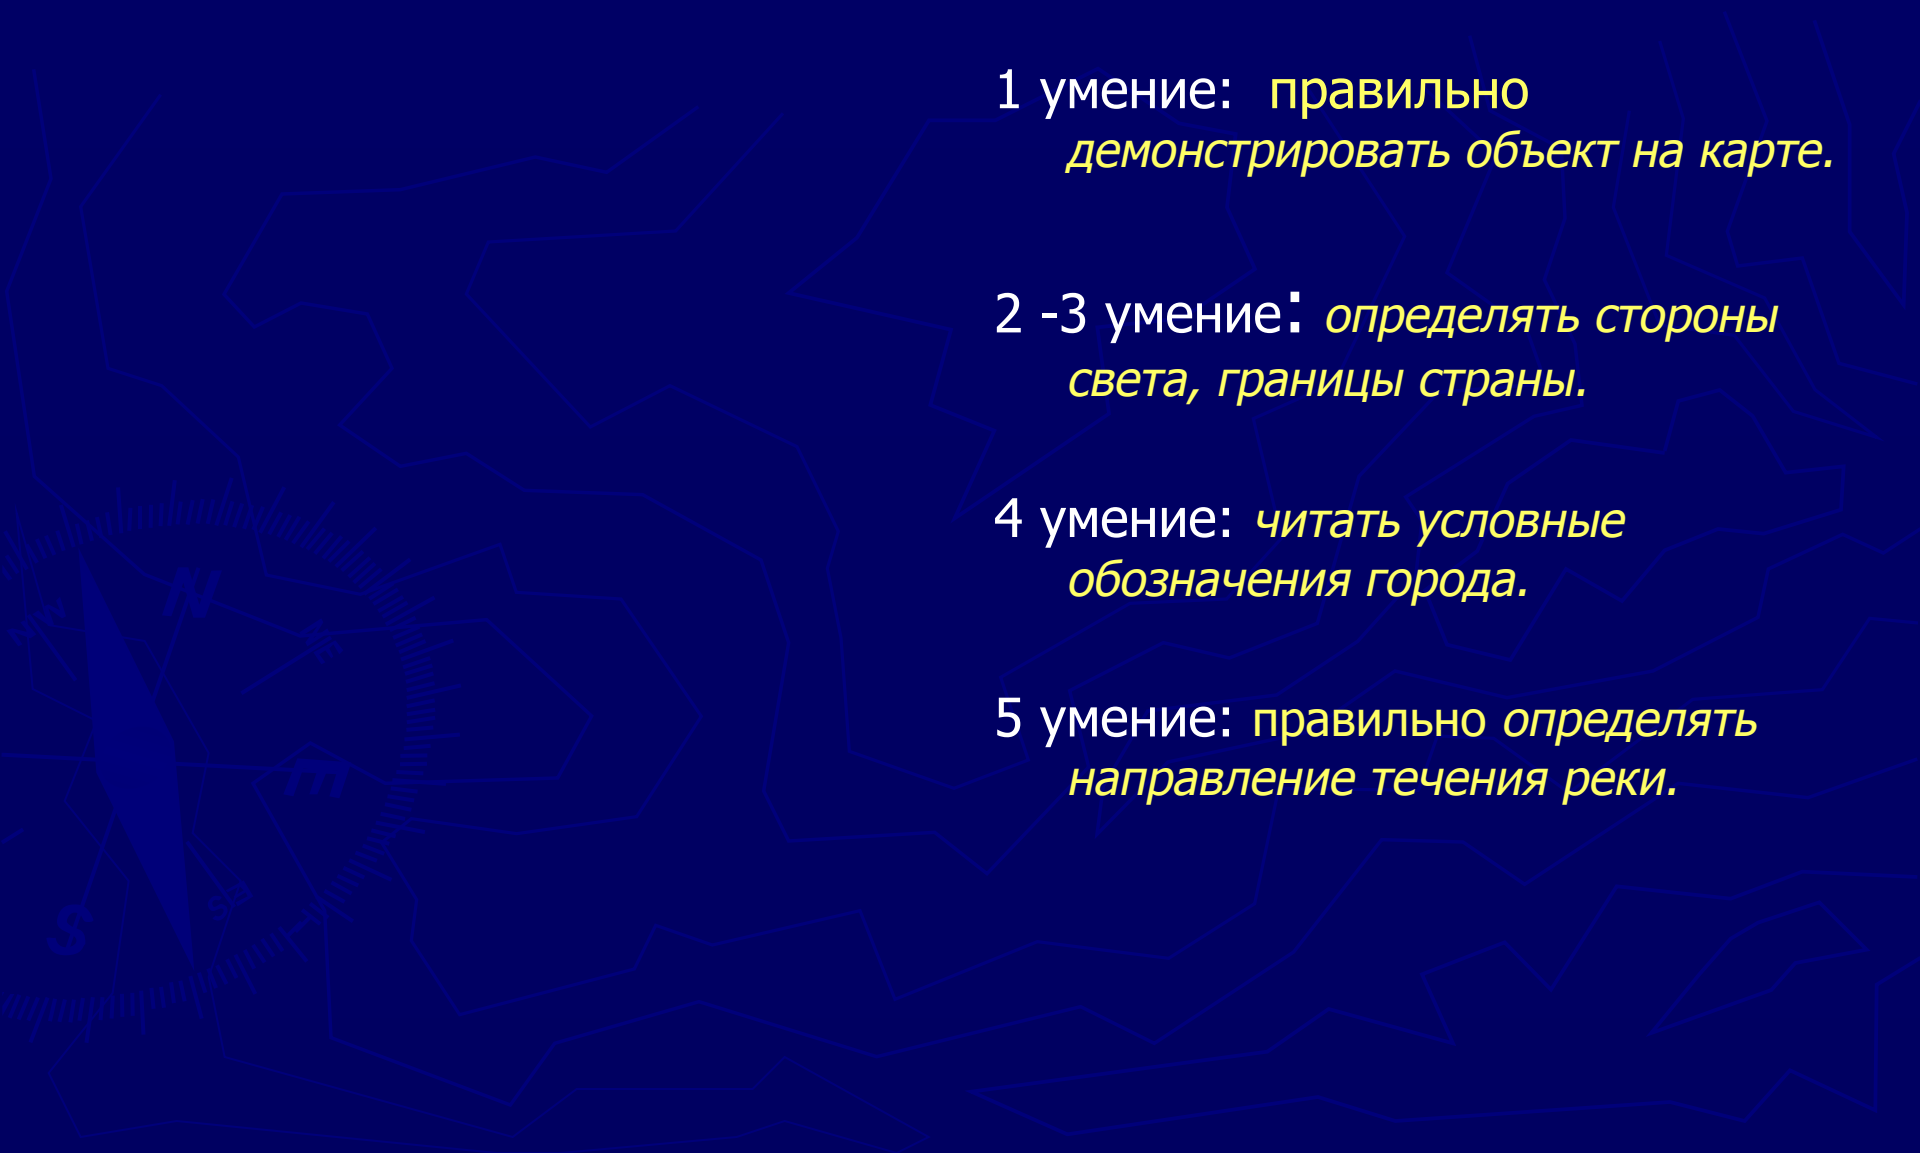 1 умение:  правильно
демонстрировать объект на карте.
2 -3 умение: определять стороны
света, границы страны.
4 умение: читать условные
обозначения города.
5 умение: правильно определять
направление течения реки.
N
E
S